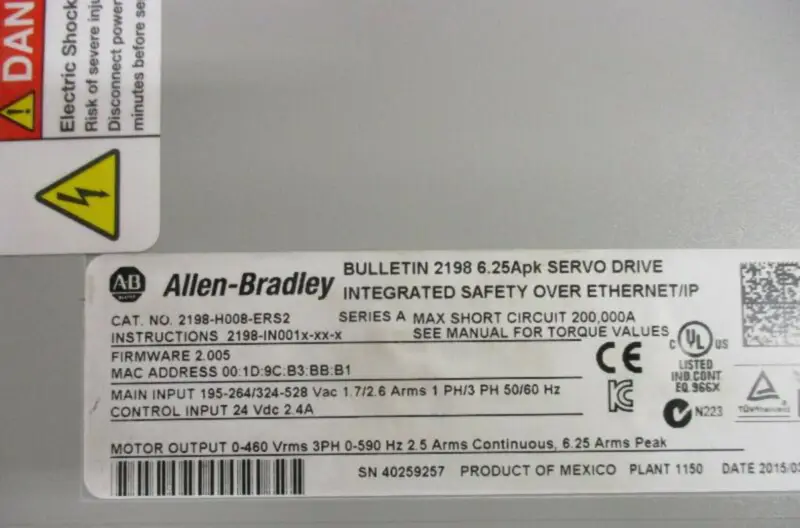 DAN
Electric Shock
Risk of severe inju
Disconnect power
minutes before se
AB
Allen-Bradley
BULLETIN 2198 6.25Apk SERVO DRIVE
INTEGRATED SAFETY OVER ETHERNET/IP
CAT. NO. 2198-H008-ERS2 SERIES A MAX SHORT CIRCUIT 200,000A
INSTRUCTIONS 2198-IN001x-xx-x SEE MANUAL FOR TORQUE VALUES
FIRMWARE 2.005
MAC ADDRESS 00:1D:9C:B3:BB:B1
MAIN INPUT 195-264/324-528 Vac 1.7/2.6 Arms 1 PH/3 PH 50/60 Hz
CONTROL INPUT 24 Vdc 2.4A
CE
C UL US
LISTED
IND.CONT
EQ.966X
KC
N223
TÜVRheinland
MOTOR OUTPUT 0-460 Vrms 3PH 0-590 Hz 2.5 Arms Continuous, 6.25 Arms Peak
SN 40259257 PRODUCT OF MEXICO PLANT 1150 DATE 2015/03